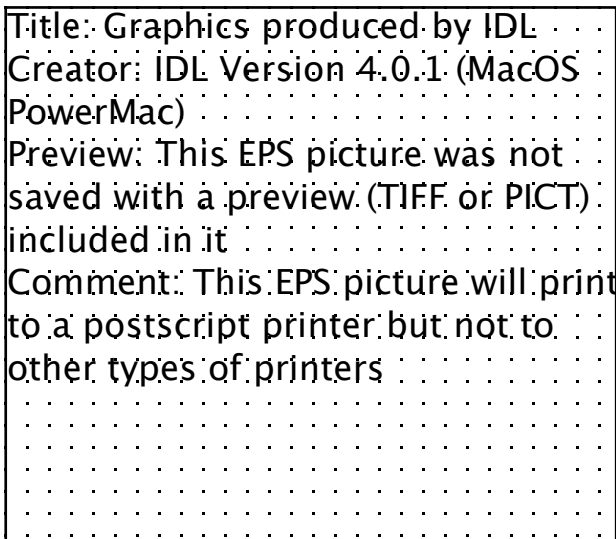 Title: Graphics produced by IDL
Creator: IDL Version 4.0.1 (MacOS
PowerMac)
Preview: This EPS picture was not
saved with a preview (TIFF or PICT)
included in it
Comment: This EPS picture will print
to a postscript printer but not to
other types of printers